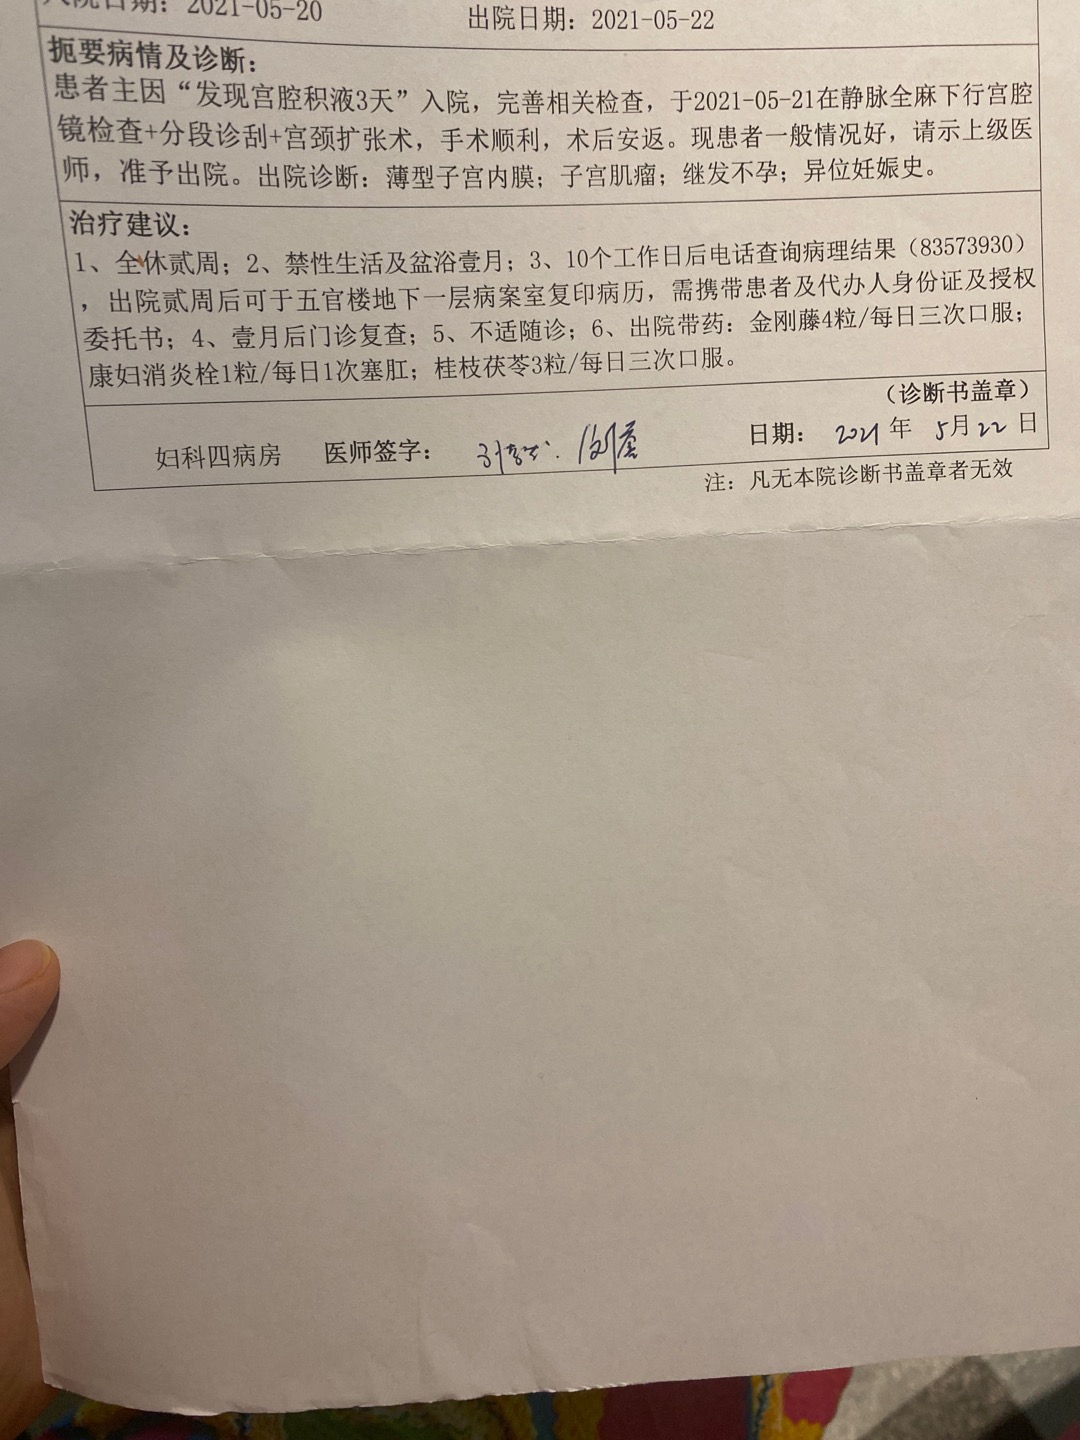 入院日期：2021-05-20 出院日期：2021-05-22
扼要病情及诊断：
患者主因“发现宫腔积液3天”入院，完善相关检查，于2021-05-21在静脉全麻下行宫腔
镜检查+分段诊刮+宫颈扩张术，手术顺利，术后安返。现患者一般情况好，请示上级医
师，准予出院。出院诊断：薄型子宫内膜；子宫肌瘤；继发不孕；异位妊娠史。
治疗建议：
1、全休贰周；2、禁性生活及盆浴壹月；3、10个工作日后电话查询病理结果（83573930）
，出院贰周后可于五官楼地下一层病案室复印病历，需携带患者及代办人身份证及授权
委托书；4、壹月后门诊复查；5、不适随诊；6、出院带药：金刚藤4粒/每日三次口服；
康妇消炎栓1粒/每日1次塞肛；桂枝茯苓3粒/每日三次口服。
（诊断书盖章）
妇科四病房 医师签字： 日期：2021年5月22日
注：凡无本院诊断书盖章者无效